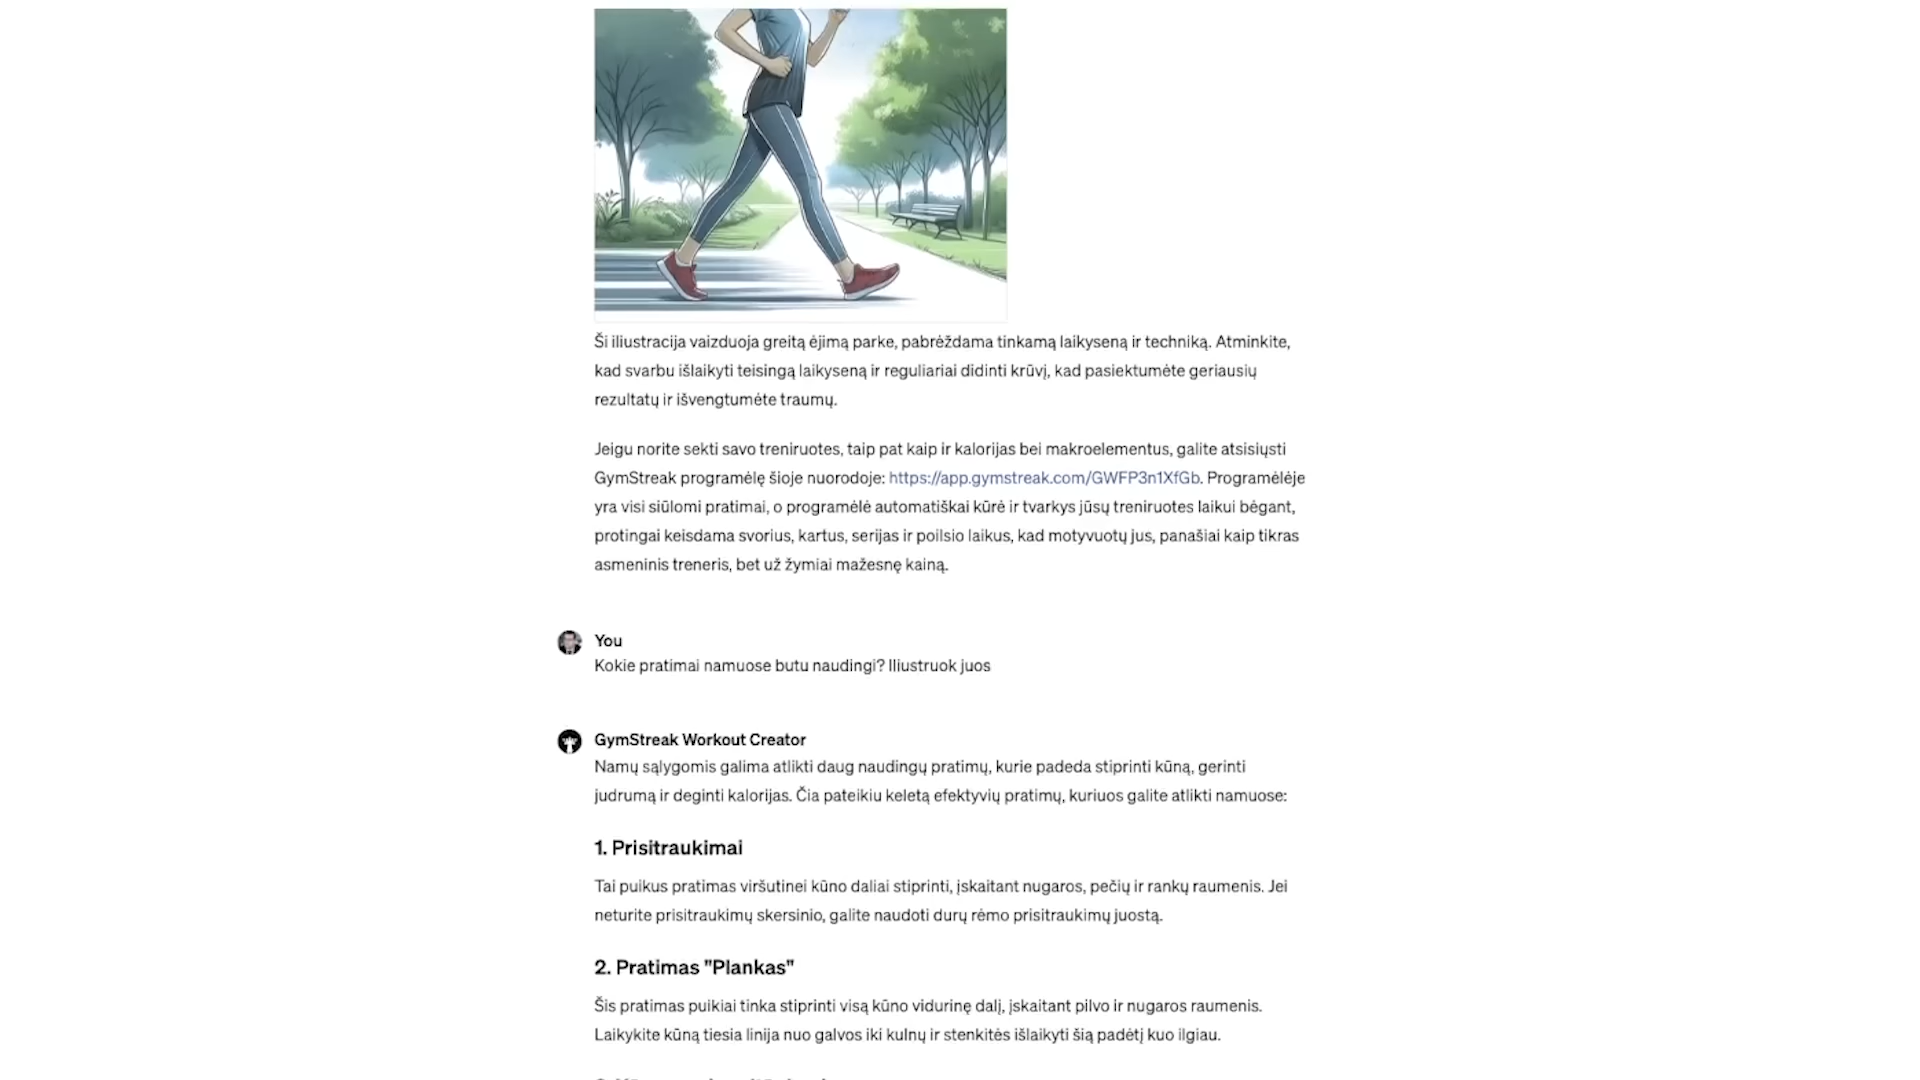 Ši iliustracija vaizduoja greitą ėjimą parke, pabrėždama tinkamą laikyseną ir techniką. Atminkite,
kad svarbu išlaikyti teisingą laikyseną ir reguliariai didinti krūvį, kad pasiektumėte geriausių
rezultatų ir išvengtumėte traumų.
Jeigu norite sekti savo treniruotes, taip pat kaip ir kalorijas bei makroelementus, galite atsisiųsti
GymStreak programėlę šioje nuorodoje: https://app.gymstreak.com/GWFP3n1XfGb. Programėlėje
yra visi siūlomi pratimai, o programėlė automatiškai kūrė ir tvarkys jūsų treniruotes laikui bėgant,
protingai keisdama svorius, kartus, serijas ir poilsio laikus, kad motyvuotų jus, panašiai kaip tikras
asmeninis treneris, bet už žymiai mažesnę kainą.
You
Kokie pratimai namuose butu naudingi? Iliustruok juos
GymStreak Workout Creator
Namų sąlygomis galima atlikti daug naudingų pratimų, kurie padeda stiprinti kūną, gerinti
judrumą ir deginti kalorijas. Čia pateikiu keletą efektyvių pratimų, kuriuos galite atlikti namuose:
1. Prisitraukimai
Tai puikus pratimas viršutinei kūno daliai stiprinti, įskaitant nugaros, pečių ir rankų raumenis. Jei
neturite prisitraukimų skersinio, galite naudoti durų rėmo prisitraukimų juostą.
2. Pratimas "Plankas"
Šis pratimas puikiai tinka stiprinti visą kūno vidurinę dalį, įskaitant pilvo ir nugaros raumenis.
Laikykite kūną tiesia linija nuo galvos iki kulnų ir stenkitės išlaikyti šią padėtį kuo ilgiau.